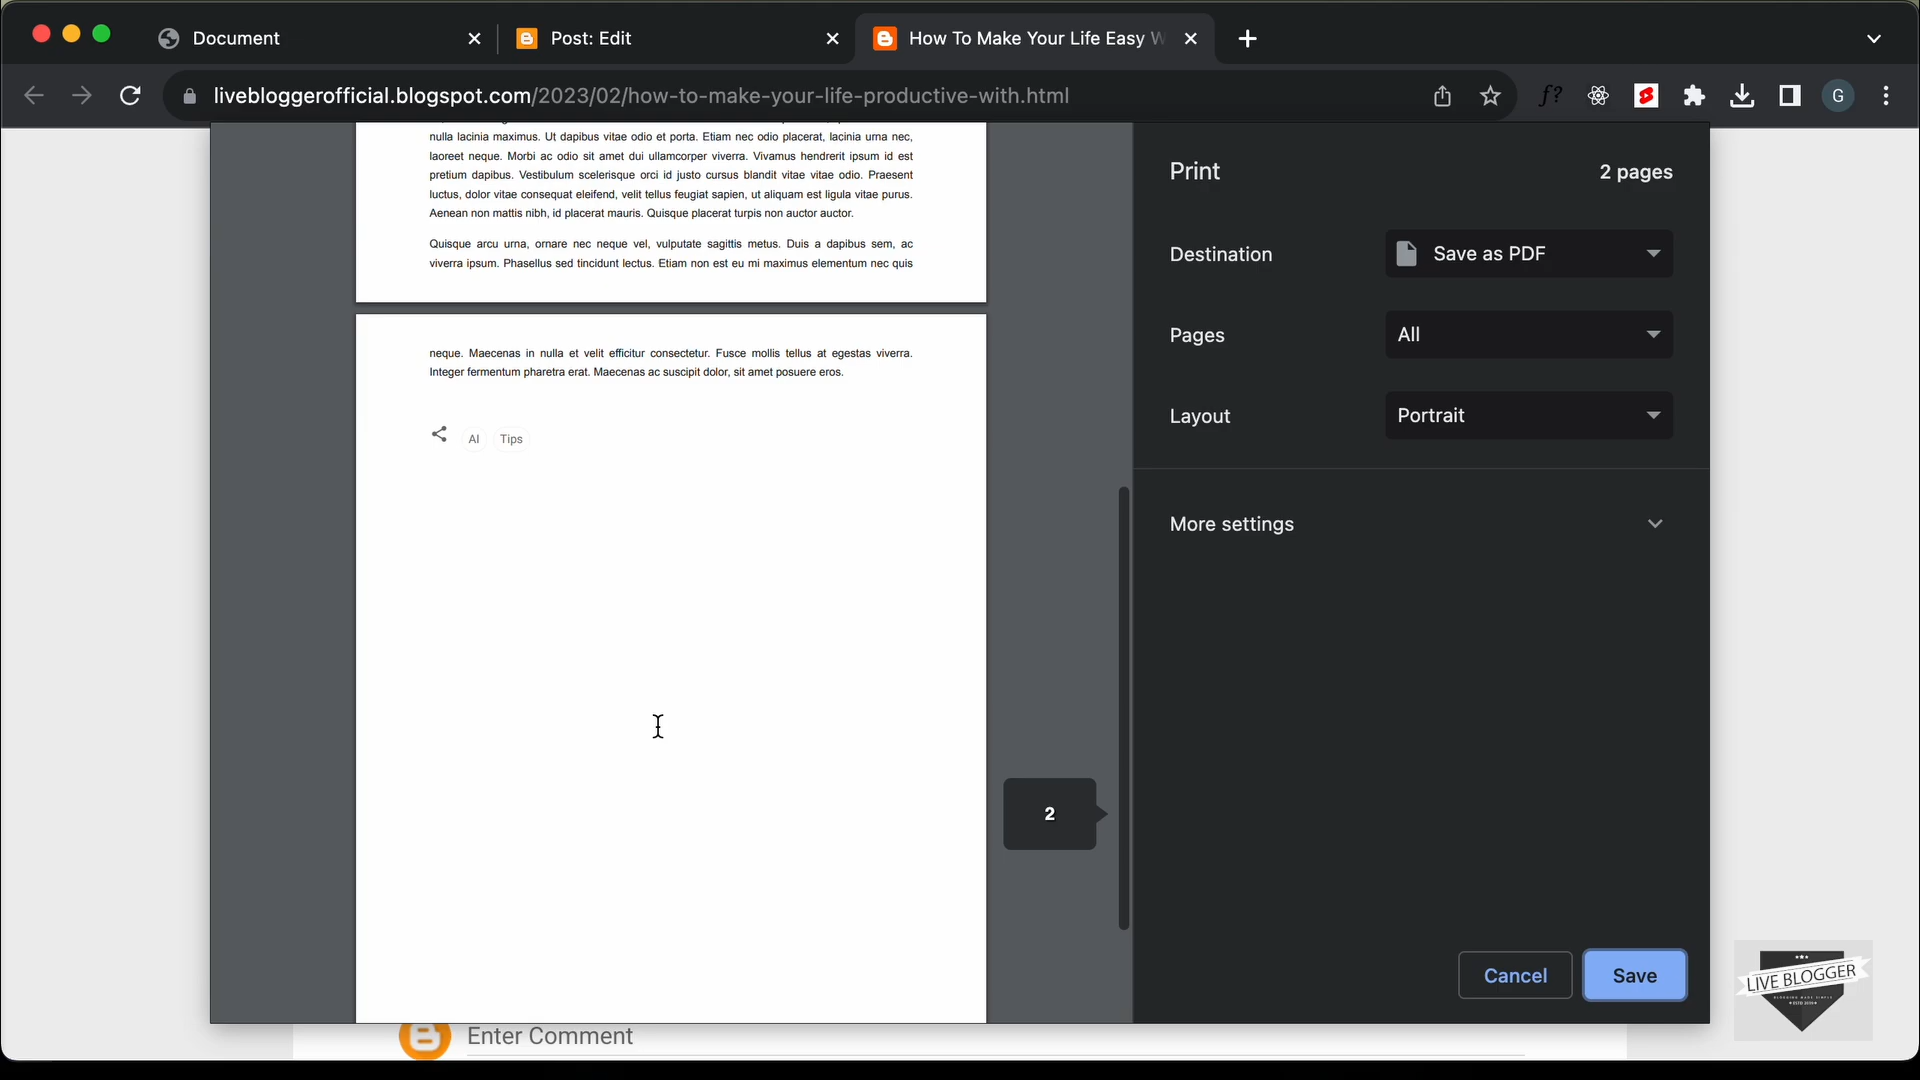 Document
Post: Edit
How To Make Your Life Easy W
livebloggerofficial.blogspot.com/2023/02/how-to-make-your-life-productive-with.html
f?
G
nulla lacinia maximus. Ut dapibus vitae odio et porta. Etiam nec odio placerat, lacinia urna nec,
laoreet neque. Morbi ac odio sit amet dui ullamcorper viverra. Vivamus hendrerit ipsum id est
pretium dapibus. Vestibulum scelerisque orci id justo cursus blandit vitae vitae odio. Praesent
luctus, dolor vitae consequat eleifend, velit tellus feugiat sapien, ut aliquam est ligula vitae purus.
Aenean non mattis nibh, id placerat mauris. Quisque placerat turpis non auctor auctor.
Quisque arcu urna, ornare nec neque vel, vulputate sagittis metus. Duis a dapibus sem, ac
viverra ipsum. Phasellus sed tincidunt lectus. Etiam non est eu mi maximus elementum nec quis
neque. Maecenas in nulla et velit efficitur consectetur. Fusce mollis tellus at egestas viverra.
Integer fermentum pharetra erat. Maecenas ac suscipit dolor, sit amet posuere eros.
AI Tips
2
Print 2 pages
Destination Save as PDF
Pages All
Layout Portrait
More settings
Cancel Save
Enter Comment
LIVE BLOGGER